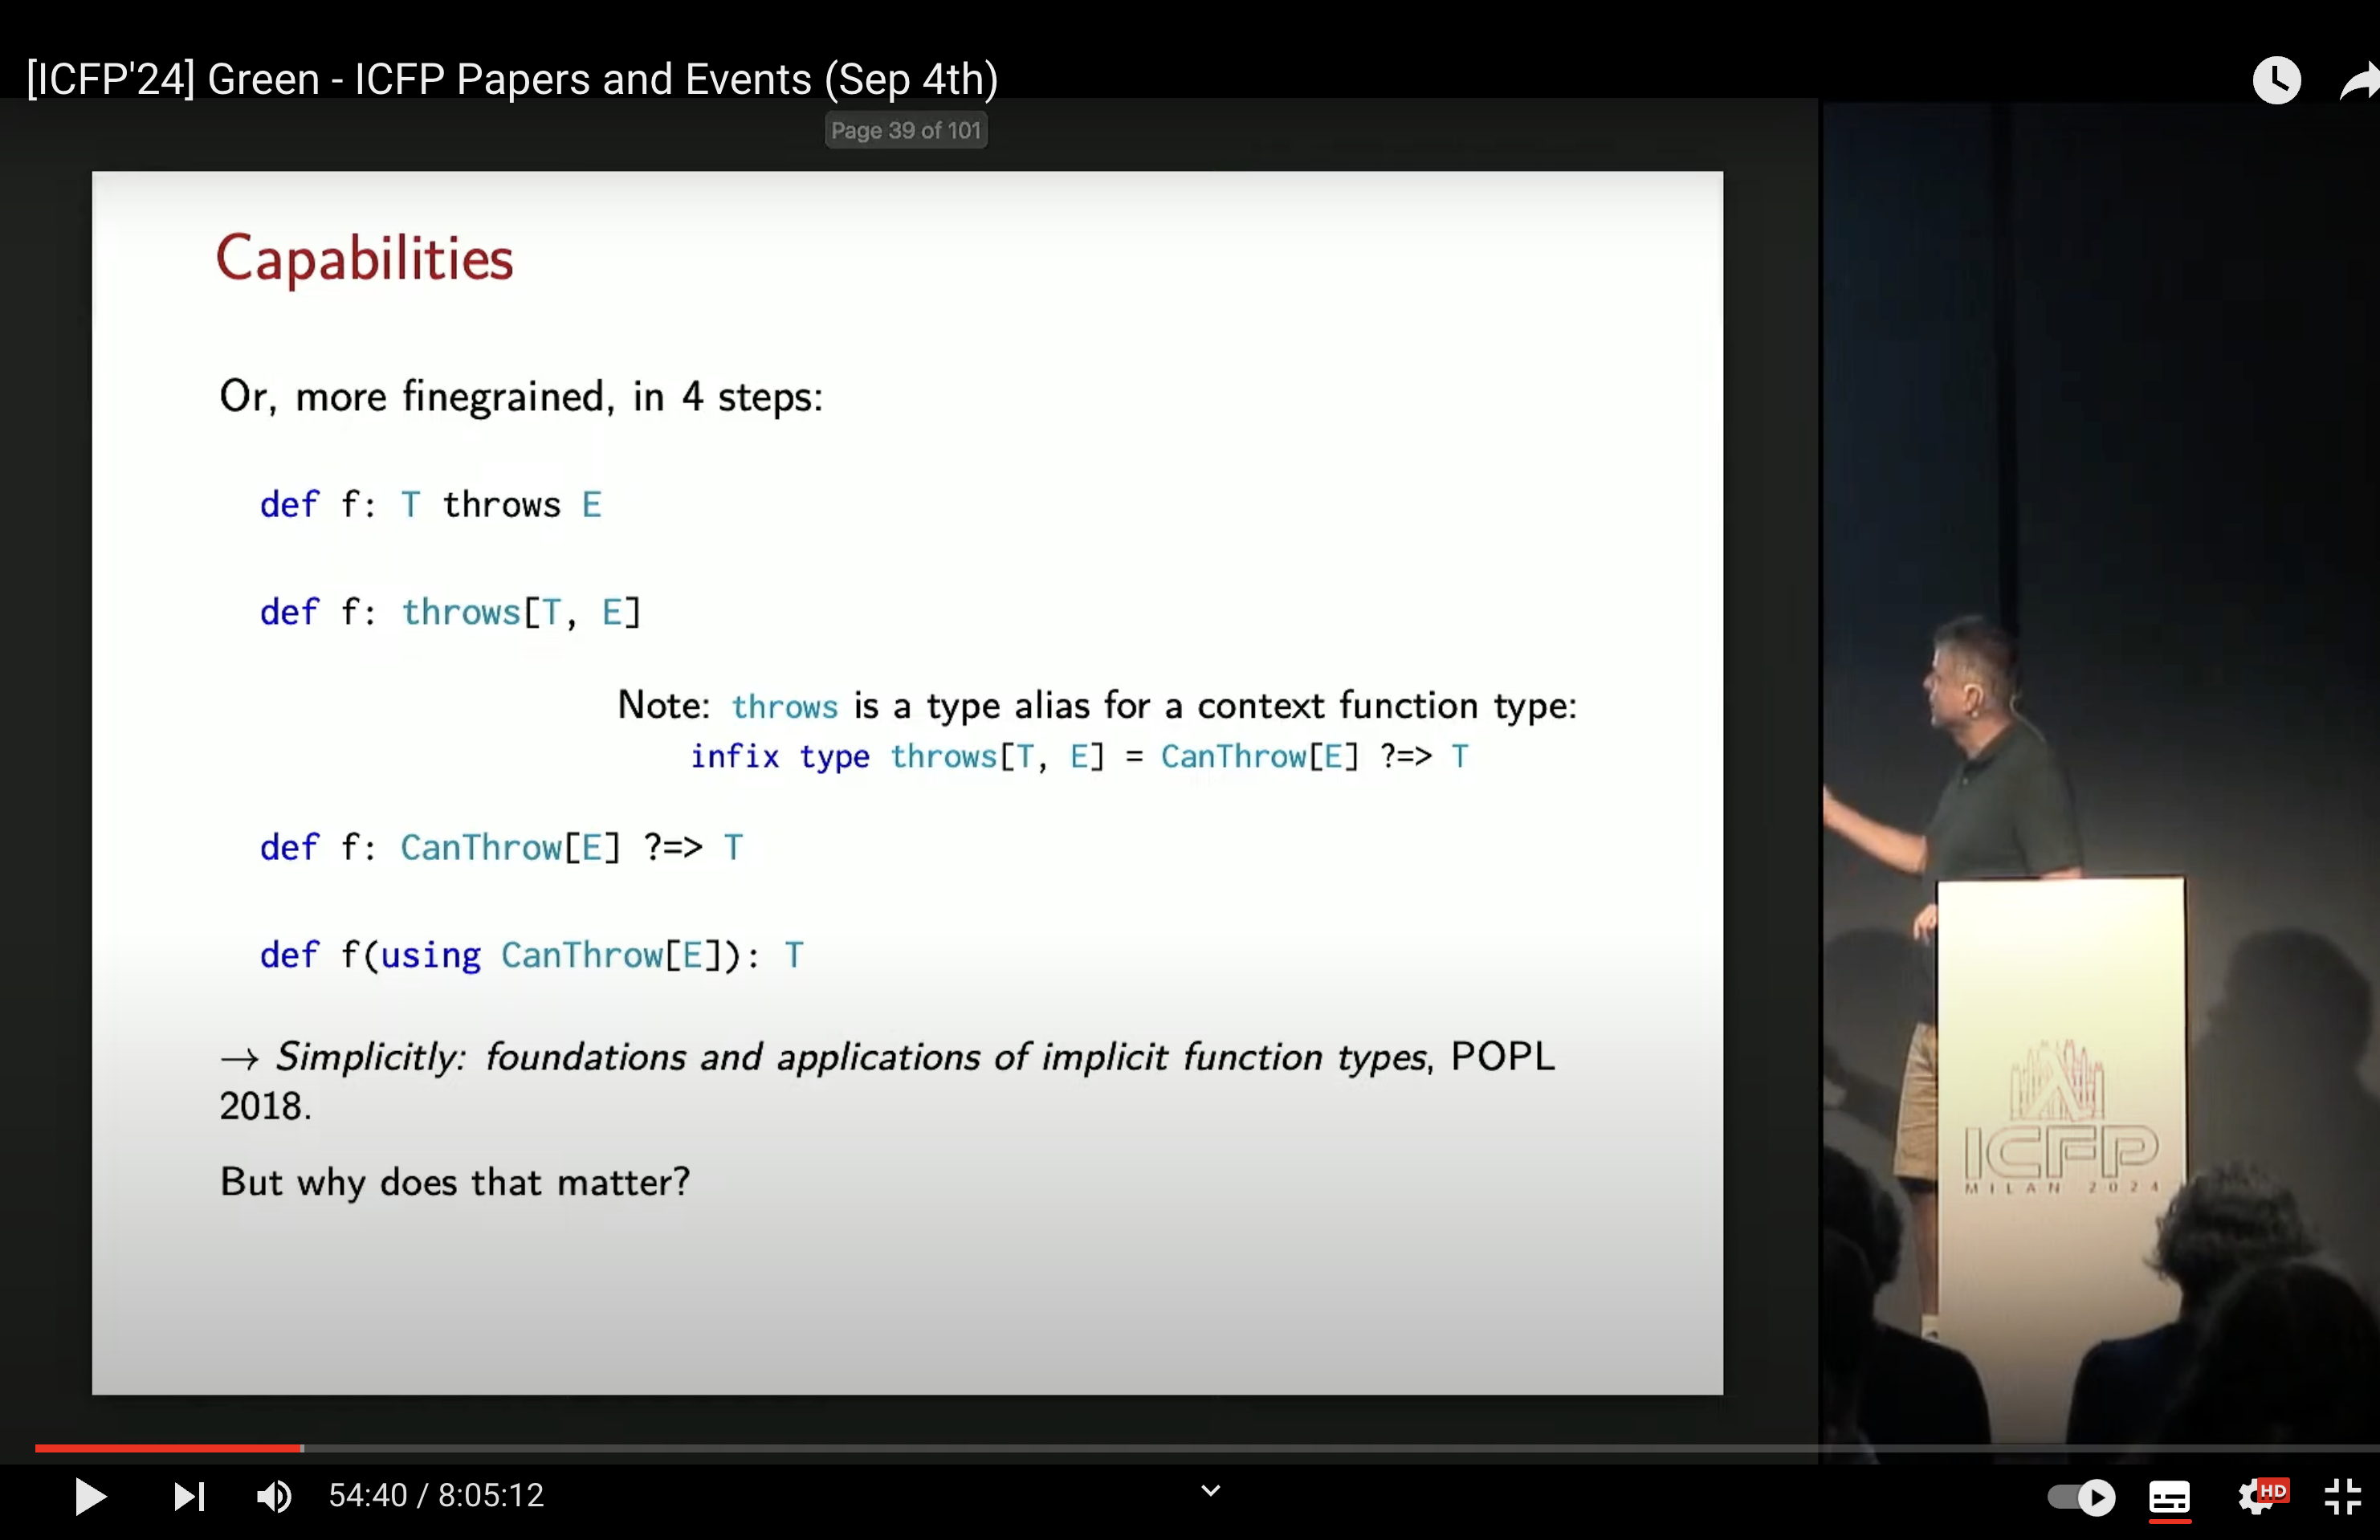 [ICFP'24] Green - ICFP Papers and Events (Sep 4th)
Page 39 of 101
Capabilities
Or, more finegrained, in 4 steps:
def f: T throws E
def f: throws[T, E]
Note: throws is a type alias for a context function type:
infix type throws[T, E] = CanThrow[E] ?=> T
def f: CanThrow[E] ?=> T
def f(using CanThrow[E]): T
→ Simplicitly: foundations and applications of implicit function types, POPL
2018.
But why does that matter?
ICFP
MILAN 2024
54:40 / 8:05:12
HD